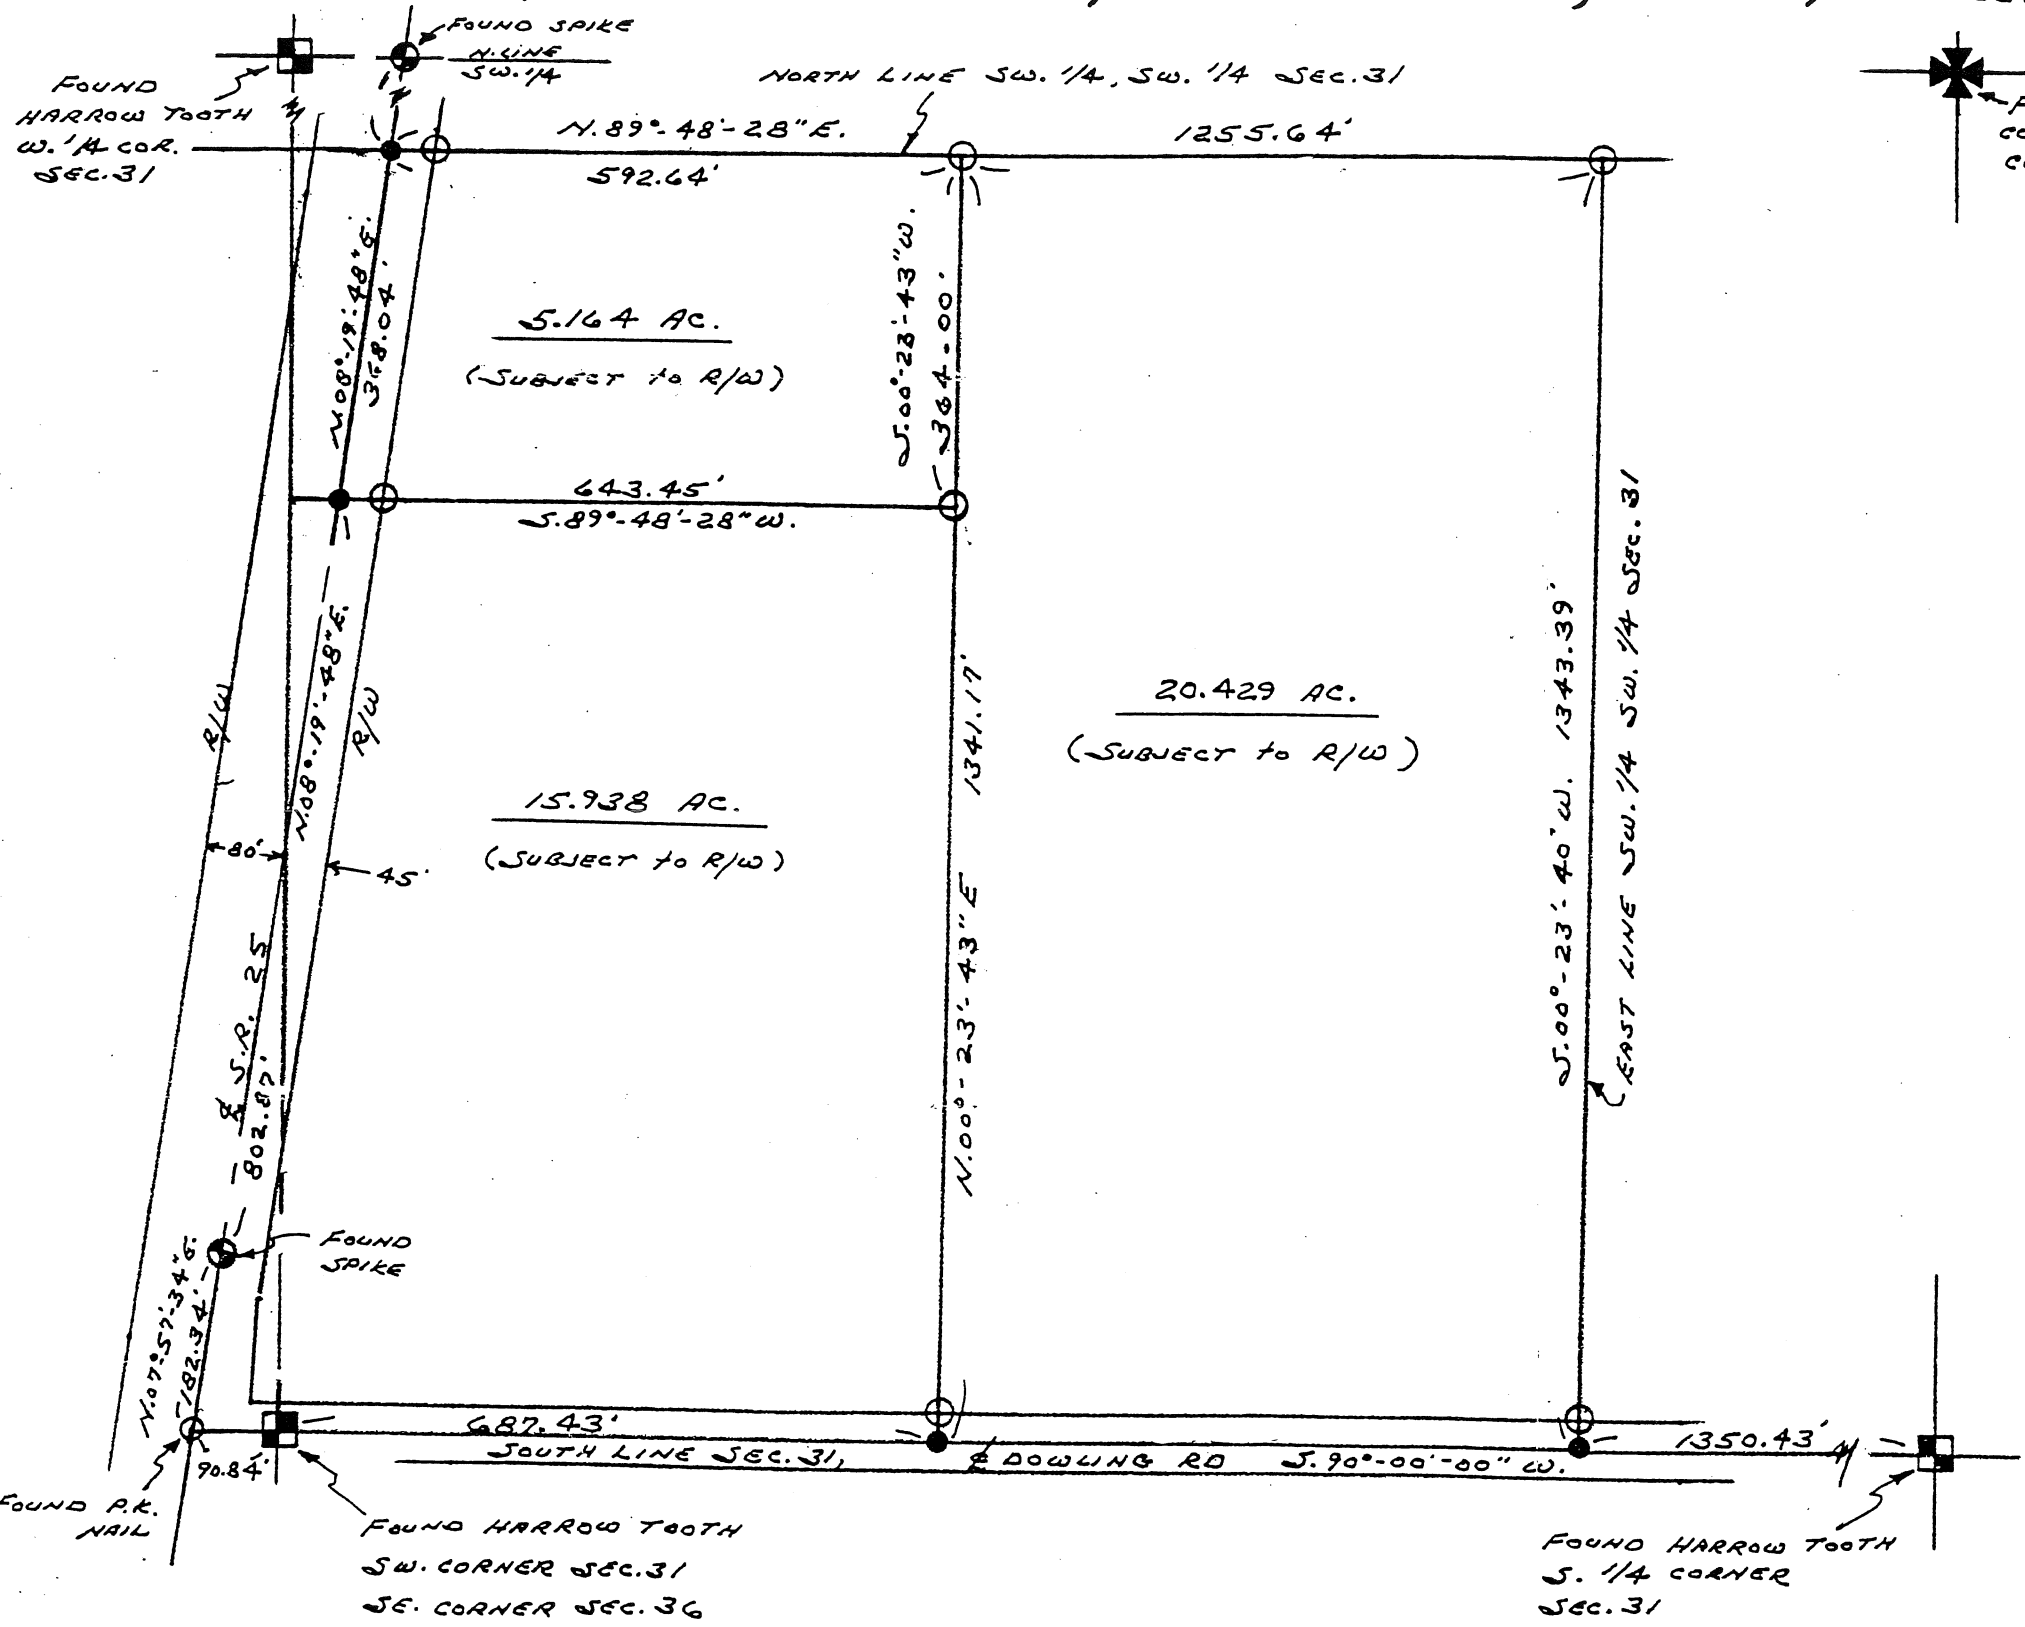 FOUND SPIKE
N. LINE
SW. 1/4
FOUND
HARROW TOOTH
W. 1/4 COR.
SEC. 31
NORTH LINE SW. 1/4, SW. 1/4 SEC. 31
N. 89°-48'-28" E.
1255.64'
592.64'
N.08°-19'-48" E.
368.04'
5.164 AC.
(SUBJECT to R/W)
S.00°-23'-43" W.
364-00'
643.45'
S.89°-48'-28" W.
R/W
N.08°-19'-48" E.
R/W
80'
45'
15.938 AC.
(SUBJECT to R/W)
N.00°-23'-43" E 1341.17'
20.429 AC.
(SUBJECT to R/W)
S.00°-23'-40" W. 1343.39'
EAST LINE SW. 1/4 SW. 1/4 SEC. 31
℄ S.R. 25
802.87'
FOUND
SPIKE
N.07°-57'-34" E.
182.34'
90.84'
FOUND P.K.
NAIL
687.43'
SOUTH LINE SEC. 31, ℄ DOWLING RD S. 90°-00'-00" W.
1350.43'
FOUND HARROW TOOTH
SW. CORNER SEC. 31
SE. CORNER SEC. 36
FOUND HARROW TOOTH
S. 1/4 CORNER
SEC. 31